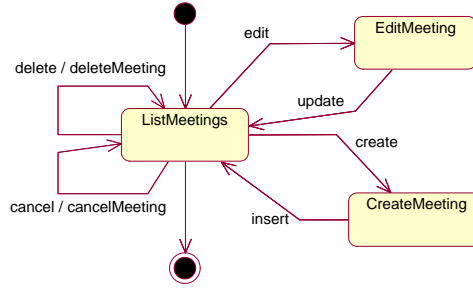 edit
EditMeeting
delete / deleteMeeting
update
ListMeetings
create
cancel / cancelMeeting
insert
CreateMeeting